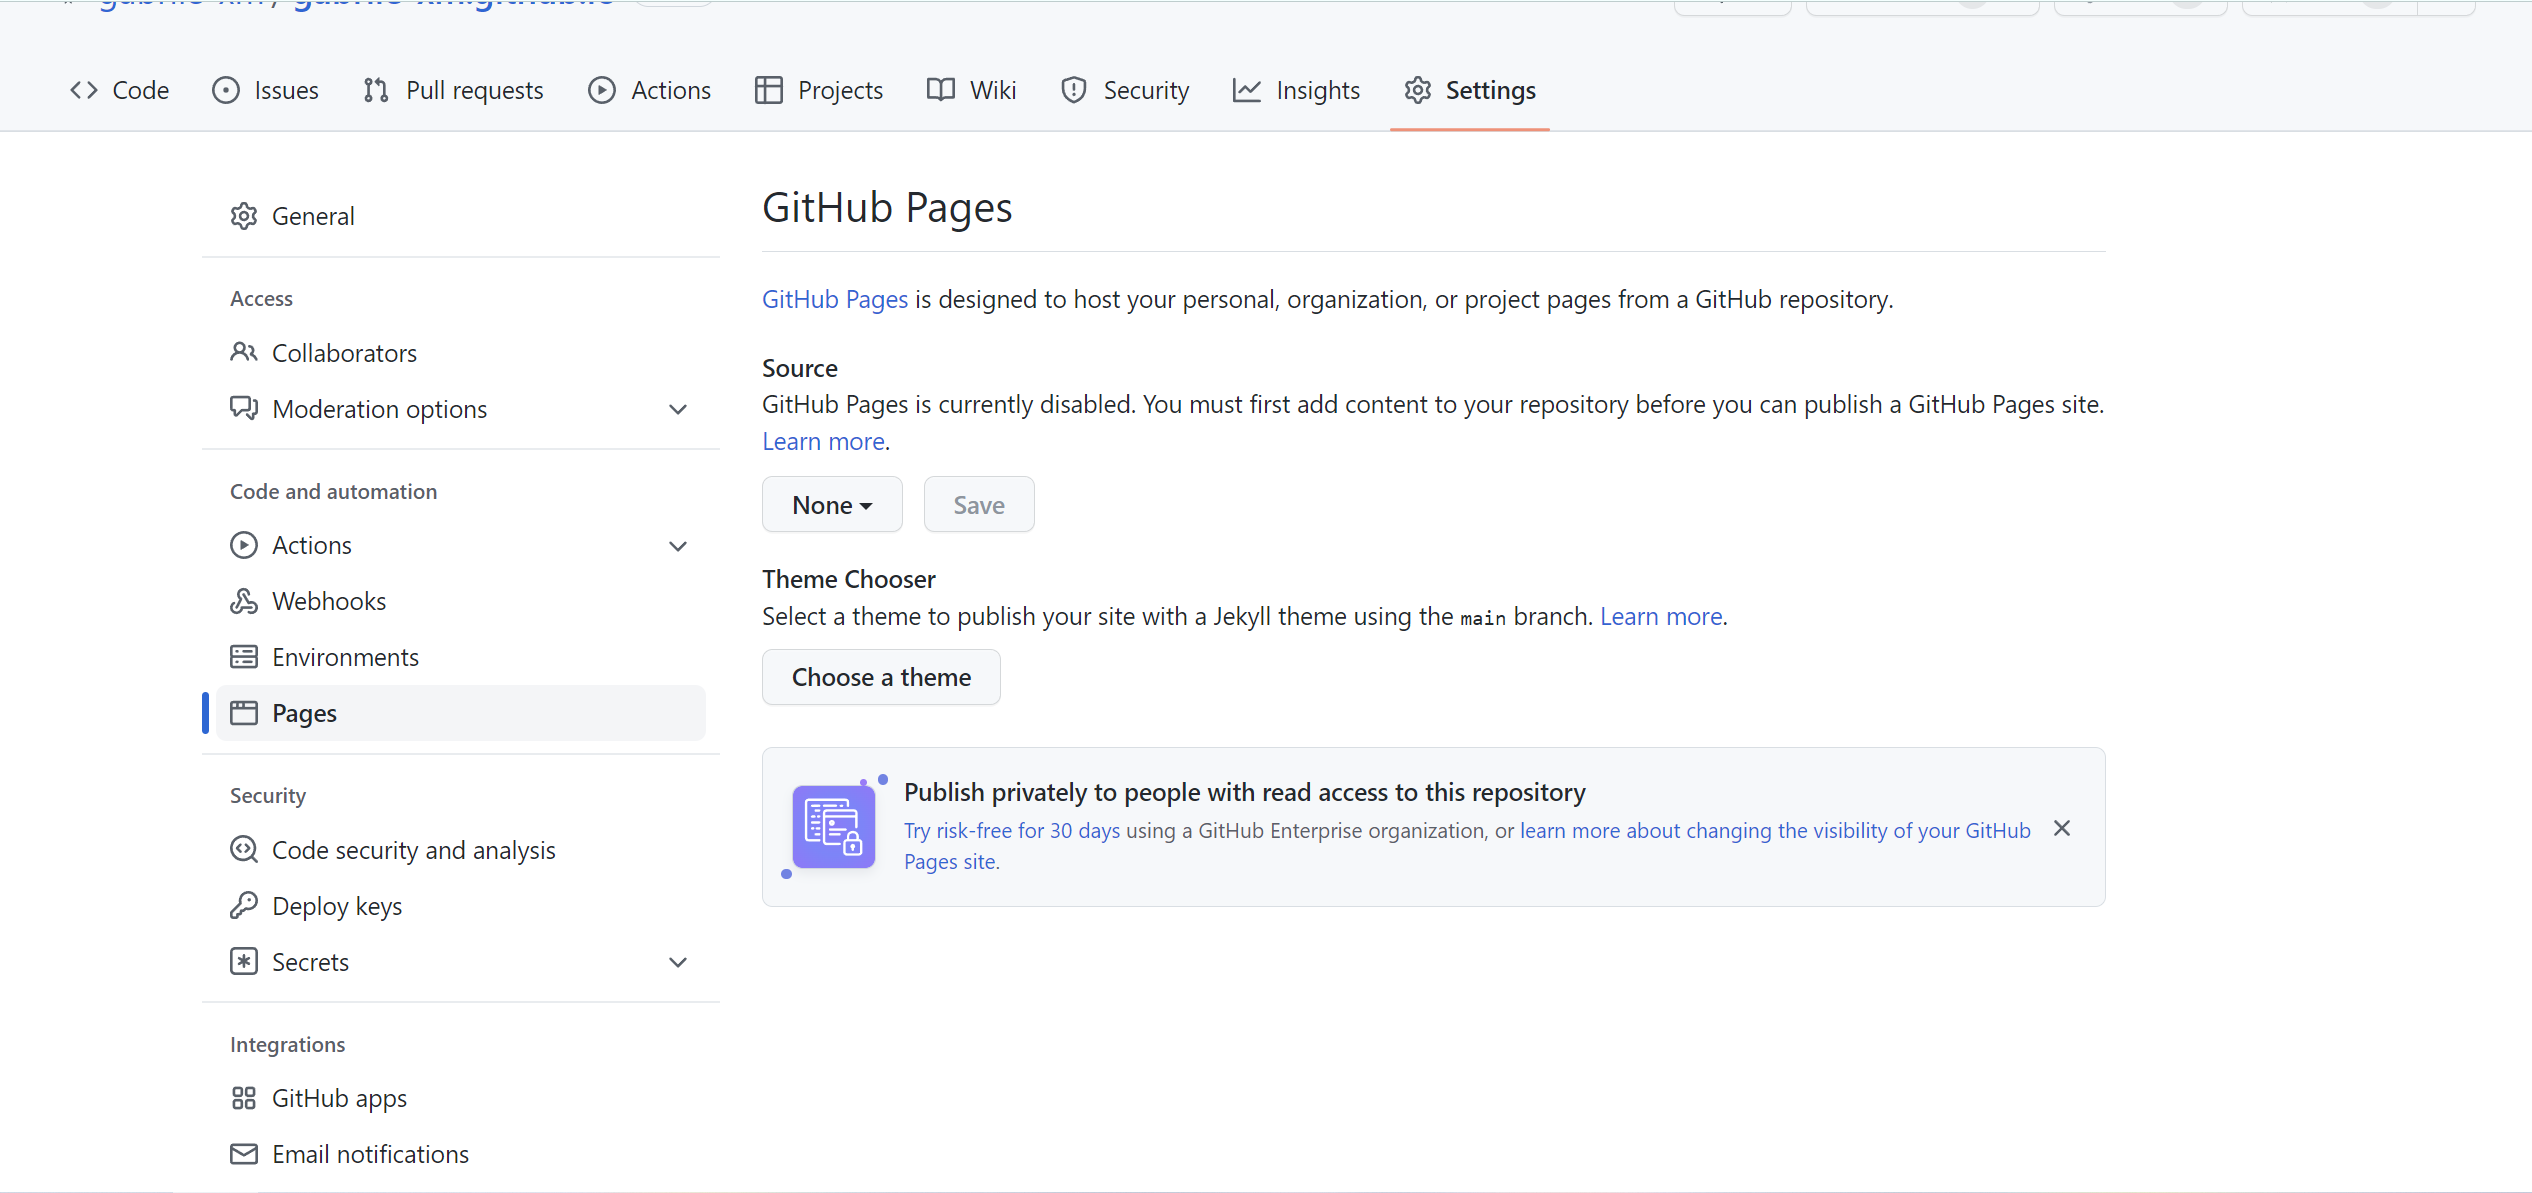 Code
Issues
Pull requests
Actions
Projects
Wiki
Security
Insights
Settings
General
Access
Collaborators
Moderation options
Code and automation
Actions
Webhooks
Environments
Pages
Security
Code security and analysis
Deploy keys
Secrets
Integrations
GitHub apps
Email notifications
GitHub Pages
GitHub Pages is designed to host your personal, organization, or project pages from a GitHub repository.
Source
GitHub Pages is currently disabled. You must first add content to your repository before you can publish a GitHub Pages site.
Learn more.
None
Save
Theme Chooser
Select a theme to publish your site with a Jekyll theme using the main branch. Learn more.
Choose a theme
Publish privately to people with read access to this repository
Try risk-free for 30 days using a GitHub Enterprise organization, or learn more about changing the visibility of your GitHub
Pages site.